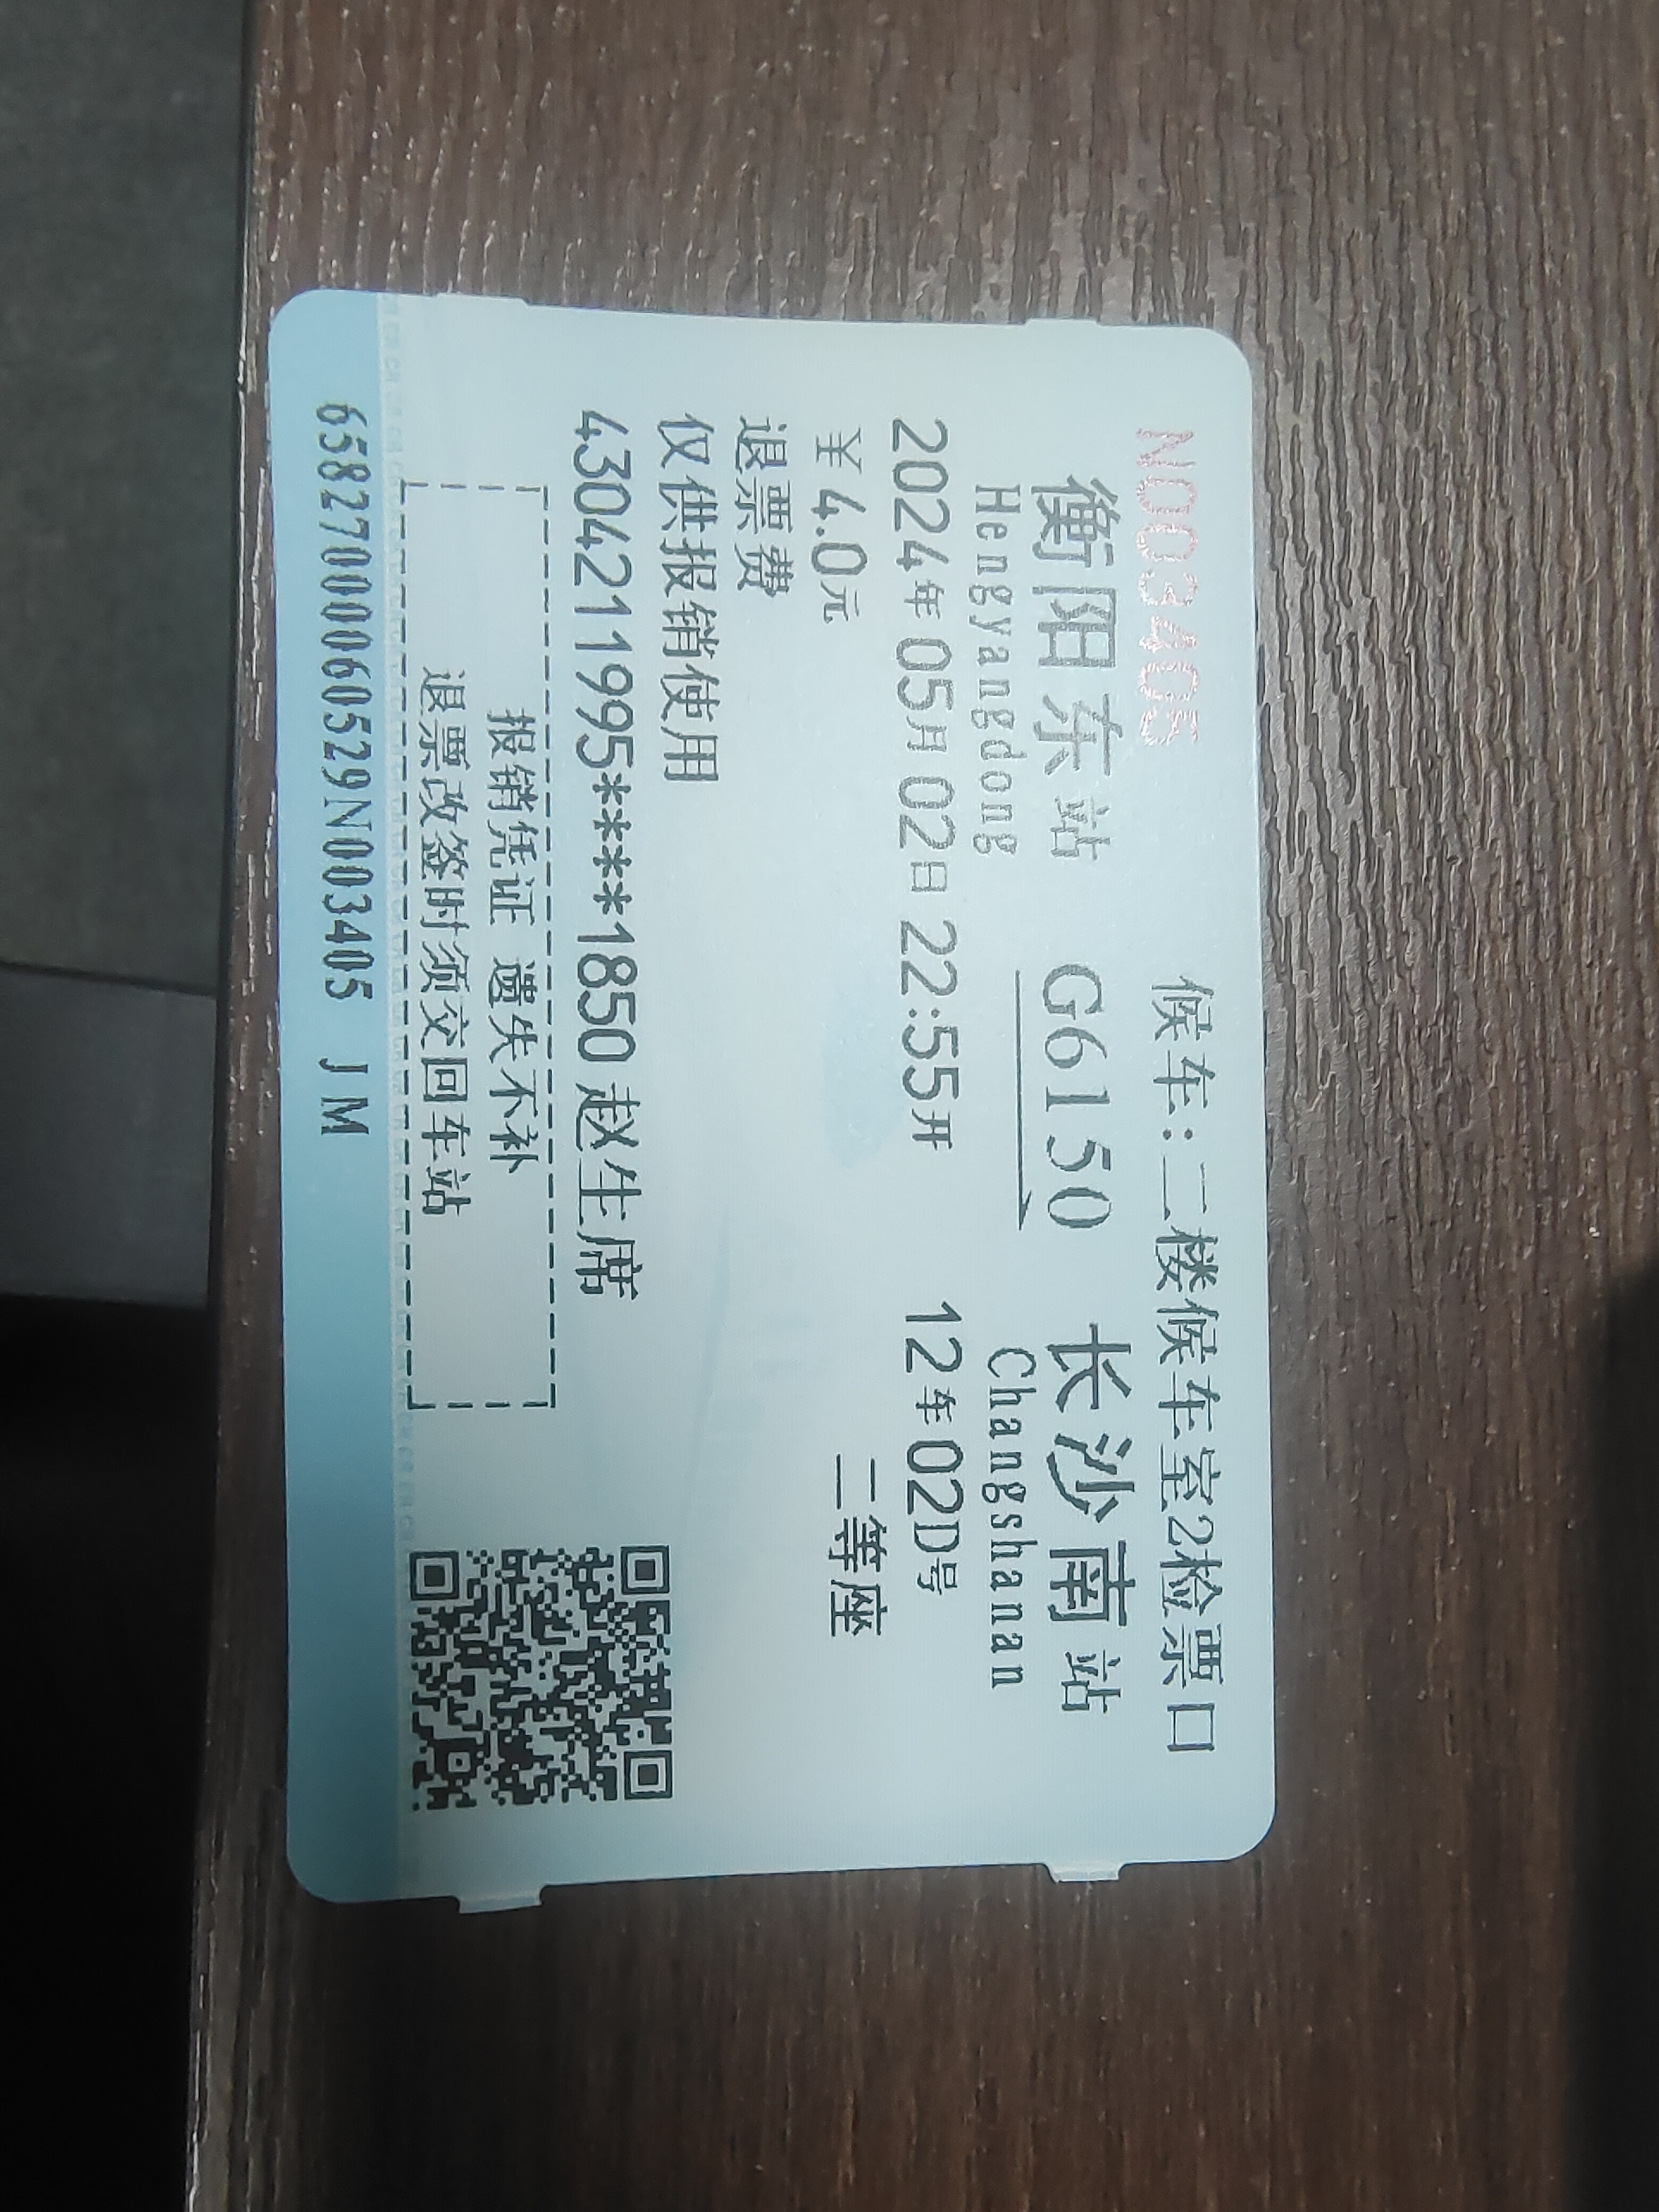 N003405 候车:二楼候车室2检票口
衡阳东站 G6150 长沙南站
Hengyangdong Changshanan
2024年05月02日22:55开 12车02D号
¥4.0元 二等座
退票费
仅供报销使用
4304211995****1850赵生席
报销凭证 遗失不补
退票改签时须交回车站
65827000060529N003405 JM